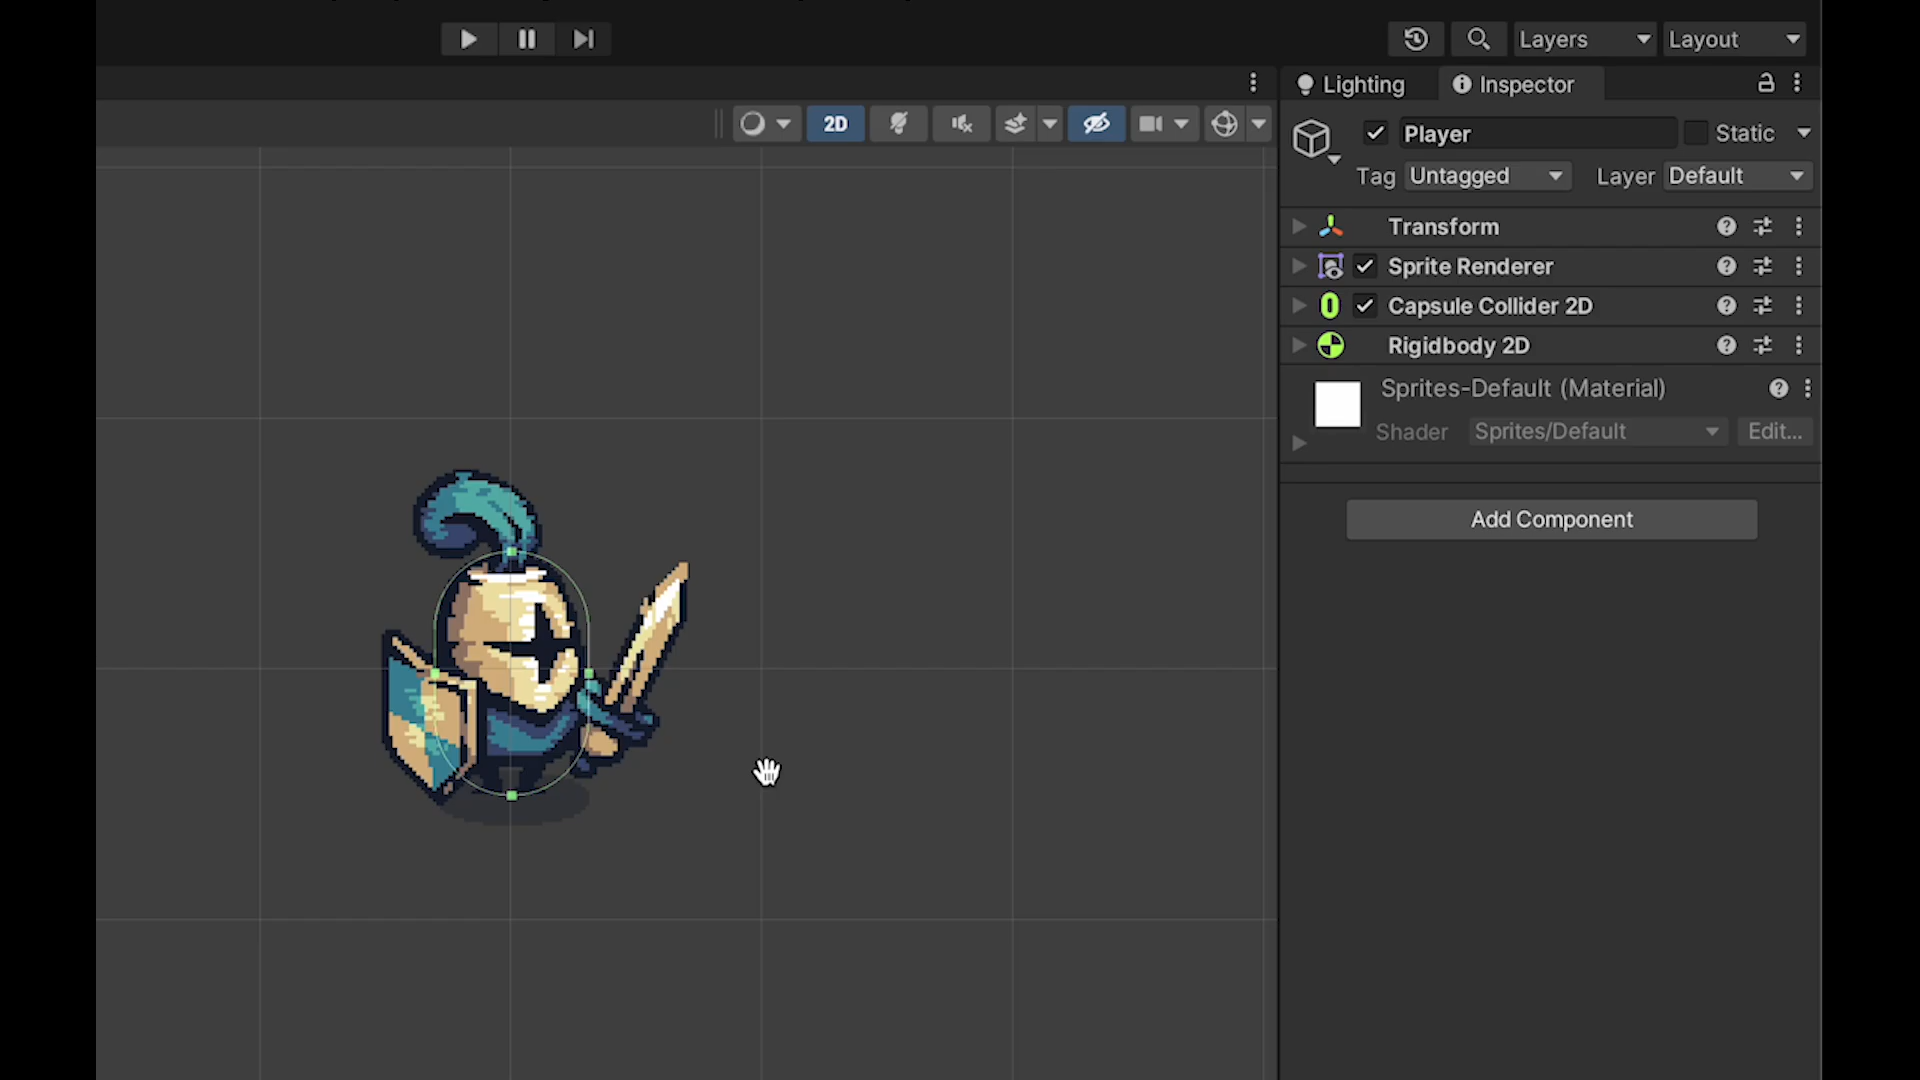 Layers
Layout
Lighting
Inspector
2D
Player
Static
Tag
Untagged
Layer
Default
Transform
Sprite Renderer
Capsule Collider 2D
Rigidbody 2D
Sprites-Default (Material)
Shader
Sprites/Default
Edit...
Add Component